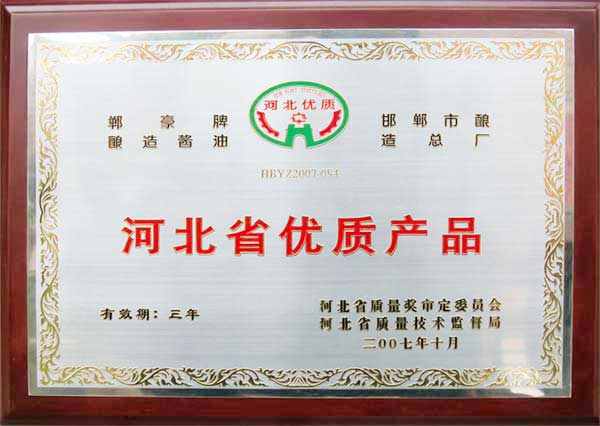 河北优质
郸豪牌
酿造酱油
邯郸市酿
造总厂
HBYZ2007-084
河北省优质产品
有效期：三年
河北省质量奖审定委员会
河北省质量技术监督局
二00七年十月